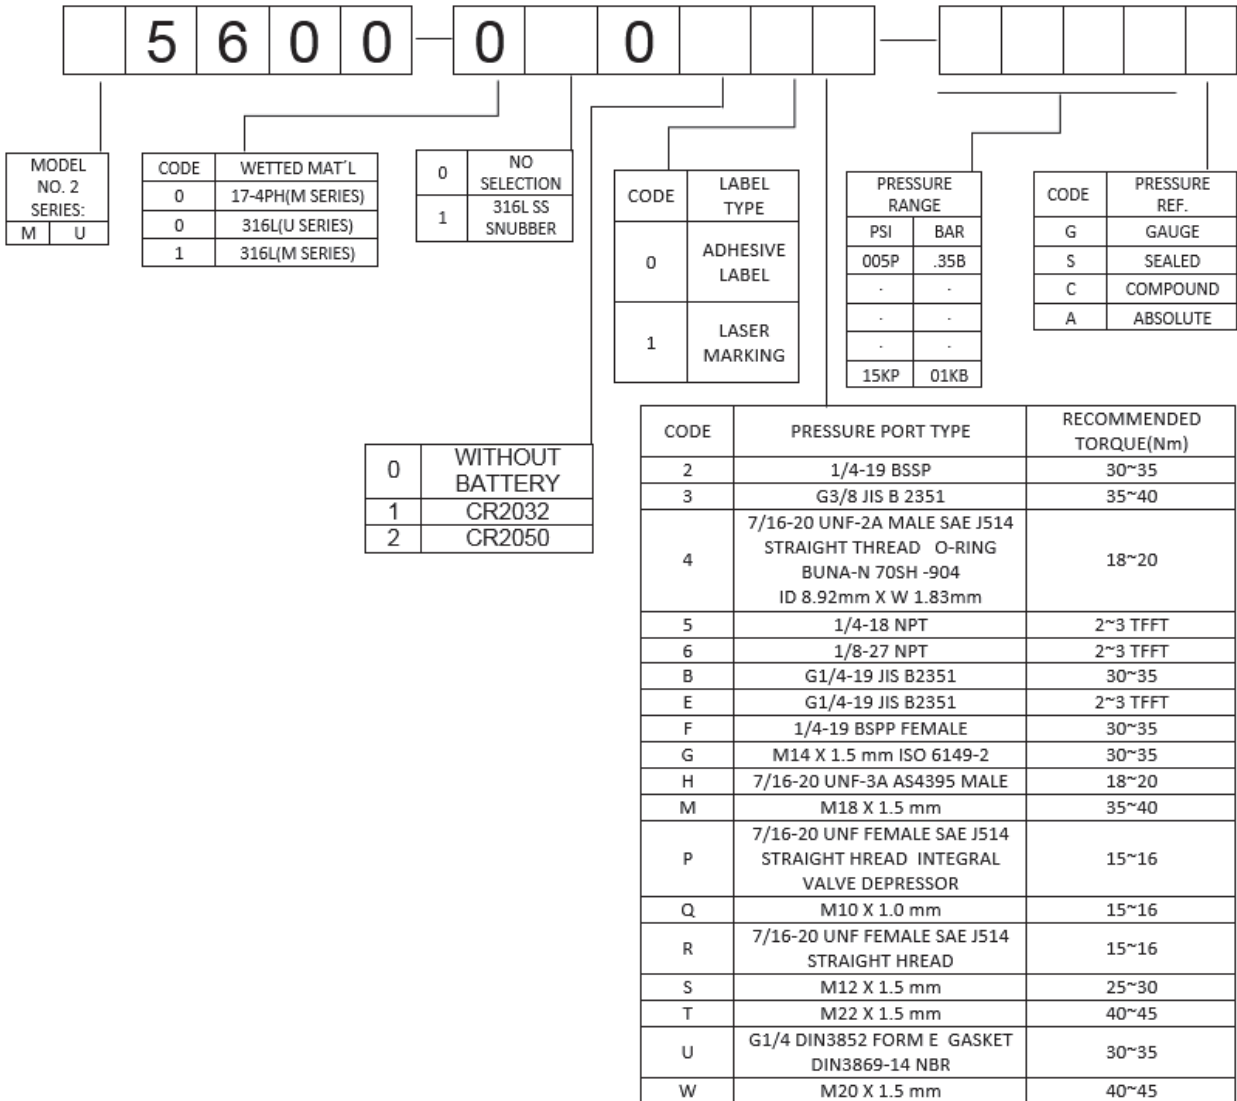 5 6 0 0 — 0 0 —
MODEL
NO. 2
SERIES:
M U
CODE WETTED MAT´L
0 17-4PH(M SERIES)
0 316L(U SERIES)
1 316L(M SERIES)
0 NO
SELECTION
1 316L SS
SNUBBER
CODE LABEL
TYPE
0 ADHESIVE
LABEL
1 LASER
MARKING
PRESSURE
RANGE
PSI BAR
005P .35B
. .
. .
. .
15KP 01KB
CODE PRESSURE
REF.
G GAUGE
S SEALED
C COMPOUND
A ABSOLUTE
0 WITHOUT
BATTERY
1 CR2032
2 CR2050
CODE PRESSURE PORT TYPE RECOMMENDED
TORQUE(Nm)
2 1/4-19 BSSP 30~35
3 G3/8 JIS B 2351 35~40
7/16-20 UNF-2A MALE SAE J514
STRAIGHT THREAD O-RING
4 BUNA-N 70SH -904 18~20
ID 8.92mm X W 1.83mm
5 1/4-18 NPT 2~3 TFFT
6 1/8-27 NPT 2~3 TFFT
B G1/4-19 JIS B2351 30~35
E G1/4-19 JIS B2351 2~3 TFFT
F 1/4-19 BSPP FEMALE 30~35
G M14 X 1.5 mm ISO 6149-2 30~35
H 7/16-20 UNF-3A AS4395 MALE 18~20
M M18 X 1.5 mm 35~40
7/16-20 UNF FEMALE SAE J514
P STRAIGHT HREAD INTEGRAL 15~16
VALVE DEPRESSOR
Q M10 X 1.0 mm 15~16
R 7/16-20 UNF FEMALE SAE J514 15~16
STRAIGHT HREAD
S M12 X 1.5 mm 25~30
T M22 X 1.5 mm 40~45
U G1/4 DIN3852 FORM E GASKET 30~35
DIN3869-14 NBR
W M20 X 1.5 mm 40~45